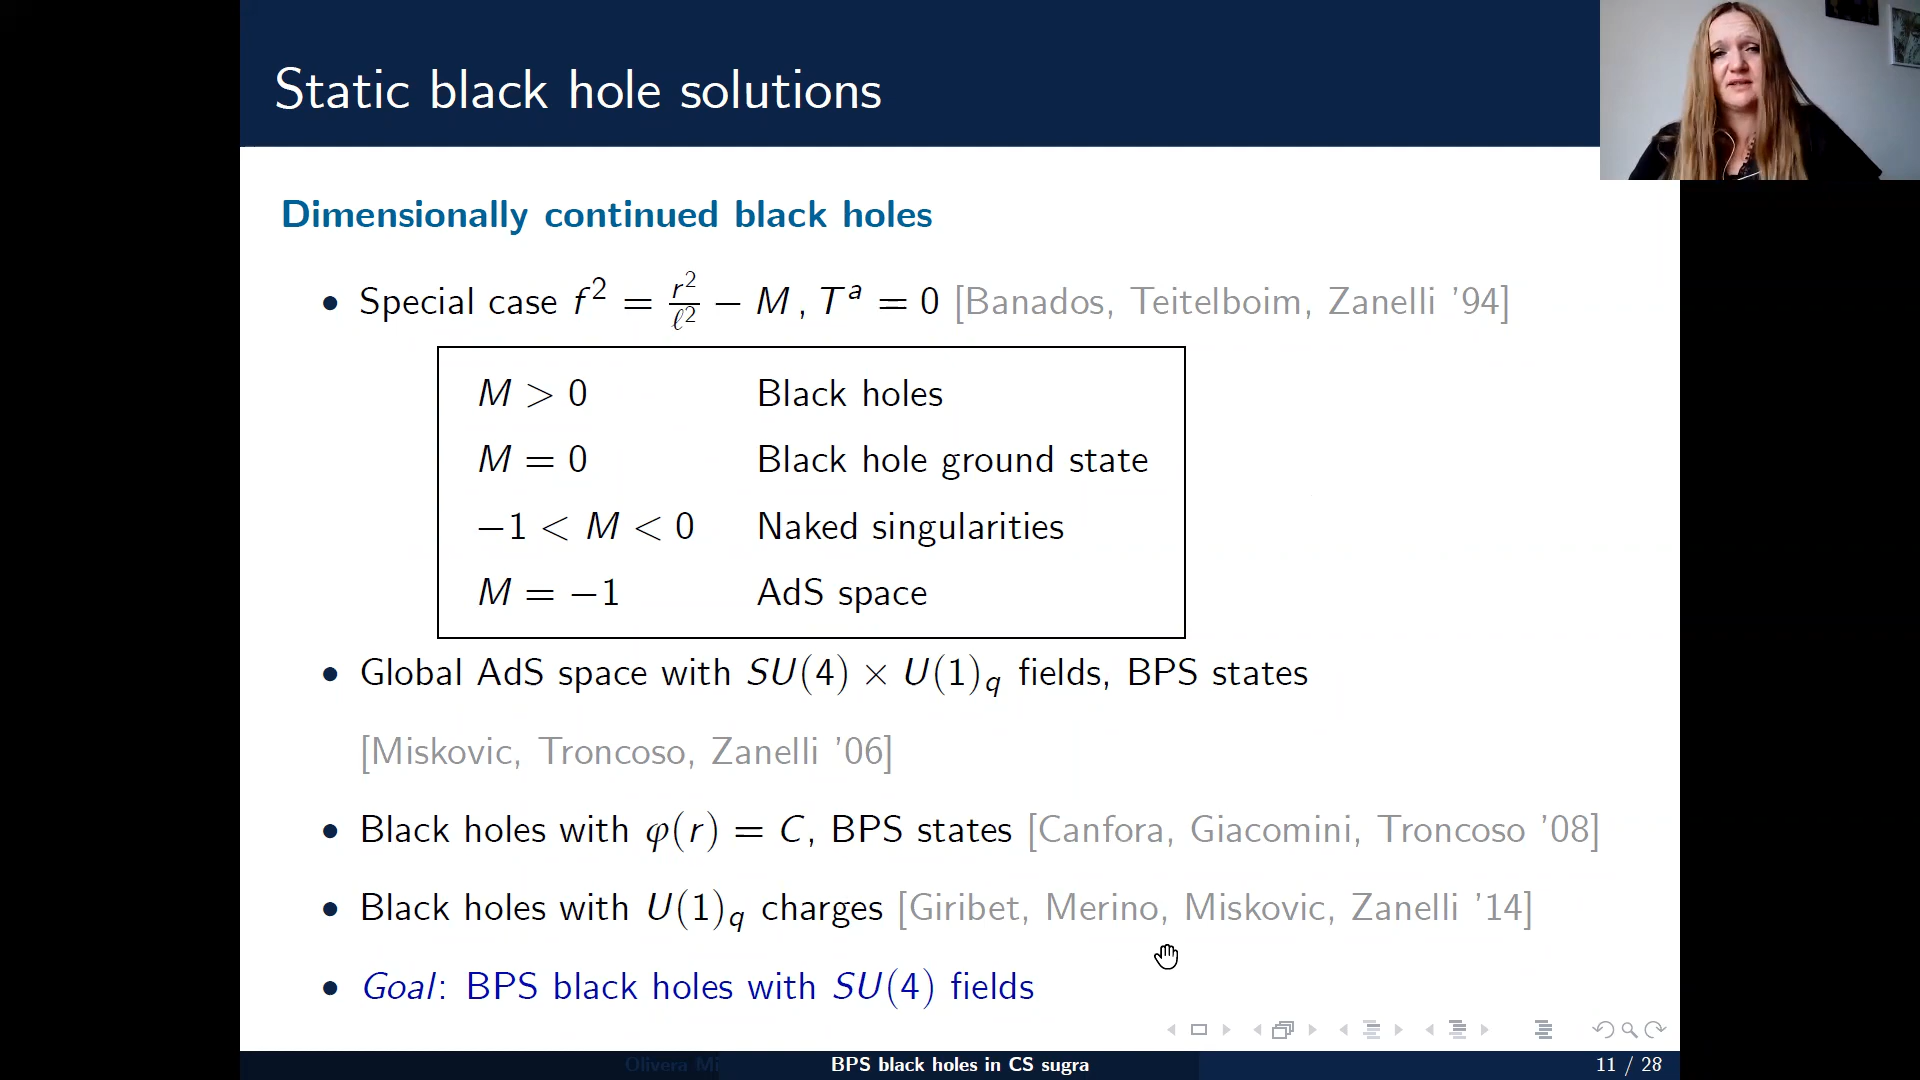 Static black hole solutions
Dimensionally continued black holes
• Special case f² = r²/ℓ² − M , Tᵃ = 0 [Banados, Teitelboim, Zanelli '94]
M > 0 Black holes
M = 0 Black hole ground state
−1 < M < 0 Naked singularities
M = −1 AdS space
• Global AdS space with SU(4) × U(1)_q fields, BPS states
[Miskovic, Troncoso, Zanelli '06]
• Black holes with φ(r) = C, BPS states [Canfora, Giacomini, Troncoso '08]
• Black holes with U(1)_q charges [Giribet, Merino, Miskovic, Zanelli '14]
• Goal: BPS black holes with SU(4) fields
Olivera Mi BPS black holes in CS sugra 11 / 28